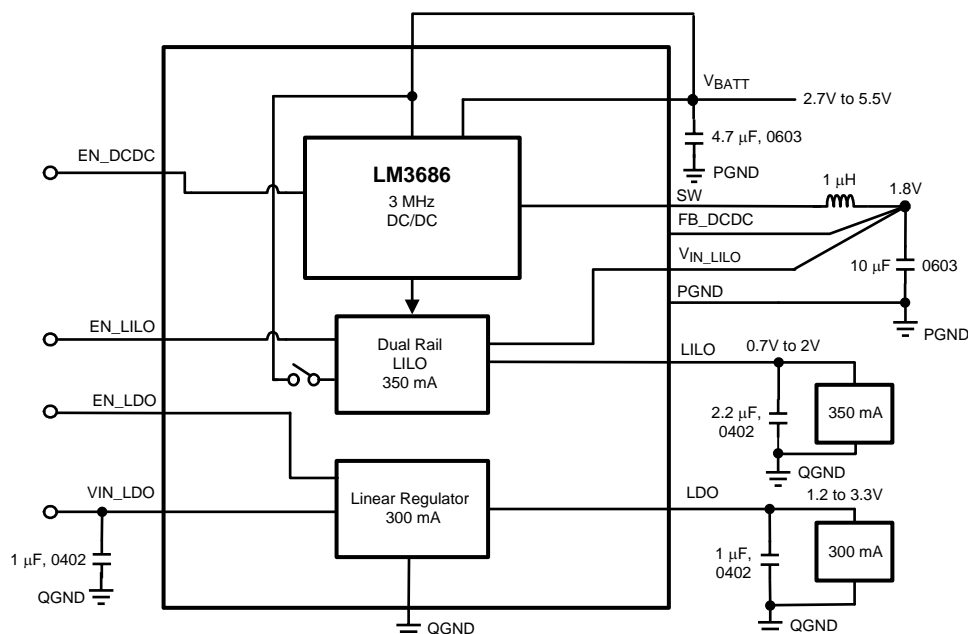 V_BATT
2.7V to 5.5V
4.7 µF, 0603
PGND
EN_DCDC
LM3686
3 MHz
DC/DC
SW
1 µH
1.8V
FB_DCDC
V_IN_LILO
10 µF
0603
PGND
PGND
EN_LILO
Dual Rail
LILO
350 mA
LILO
0.7V to 2V
2.2 µF,
0402
350 mA
QGND
EN_LDO
VIN_LDO
Linear Regulator
300 mA
LDO
1.2 to 3.3V
1 µF, 0402
QGND
1 µF,
0402
300 mA
QGND
QGND